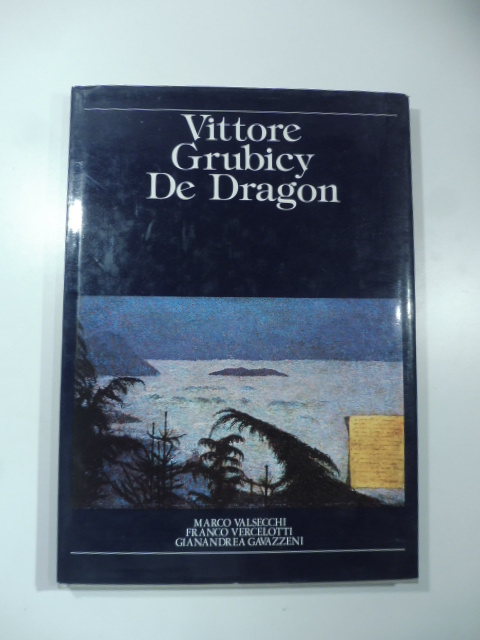 Vittore
Grubicy
De Dragon
MARCO VALSECCHI
FRANCO VERCELOTTI
GIANANDREA GAVAZZENI